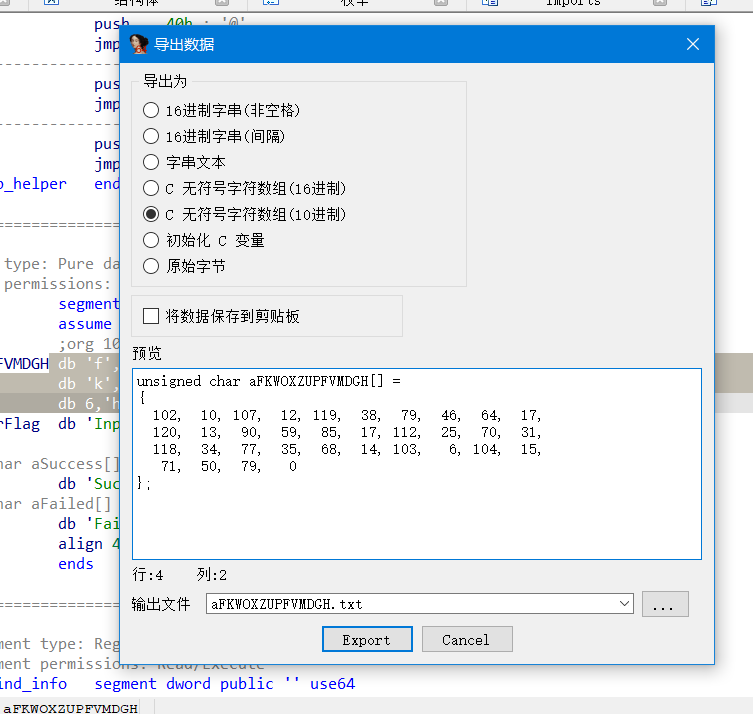 结构体 枚举 Imports
push 40h ; '@'
jmp
导出数据
导出为
16进制字串(非空格)
16进制字串(间隔)
字串文本
C 无符号字符数组(16进制)
C 无符号字符数组(10进制)
初始化 C 变量
原始字节
将数据保存到剪贴板
预览
unsigned char aFKWOXZUPFVMDGH[] =
{
102, 10, 107, 12, 119, 38, 79, 46, 64, 17,
120, 13, 90, 59, 85, 17, 112, 25, 70, 31,
118, 34, 77, 35, 68, 14, 103, 6, 104, 15,
71, 50, 79, 0
};
行:4 列:2
输出文件 aFKWOXZUPFVMDGH.txt ...
Export Cancel
pus
jmp
pus
jmp
o_helper end
type: Pure da
permissions:
segment
assume
;org 10
FVMDGH db 'f',
db 'k',
db 6,'h
rFlag db 'Inp
har aSuccess[]
db 'Suc
har aFailed[]
db 'Fai
align 4
ends
ment type: Reg
ment permissions: Read/Execute
ind_info segment dword public '' use64
aFKWOXZUPFVMDGH